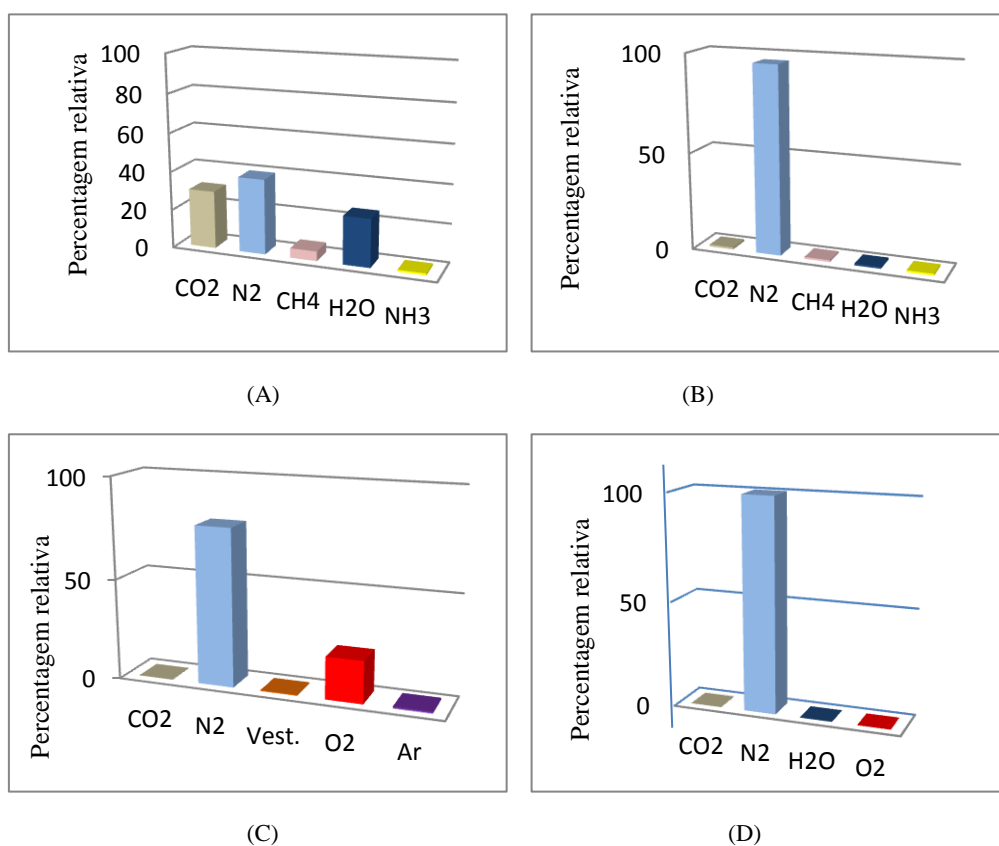 Percentagem relativa
100
80
60
40
20
0
CO2 N2 CH4 H2O NH3
(A)
Percentagem relativa
100
50
0
CO2 N2 CH4 H2O NH3
(B)
Percentagem relativa
100
50
0
CO2 N2 Vest. O2 Ar
(C)
Percentagem relativa
100
50
0
CO2 N2 H2O O2
(D)